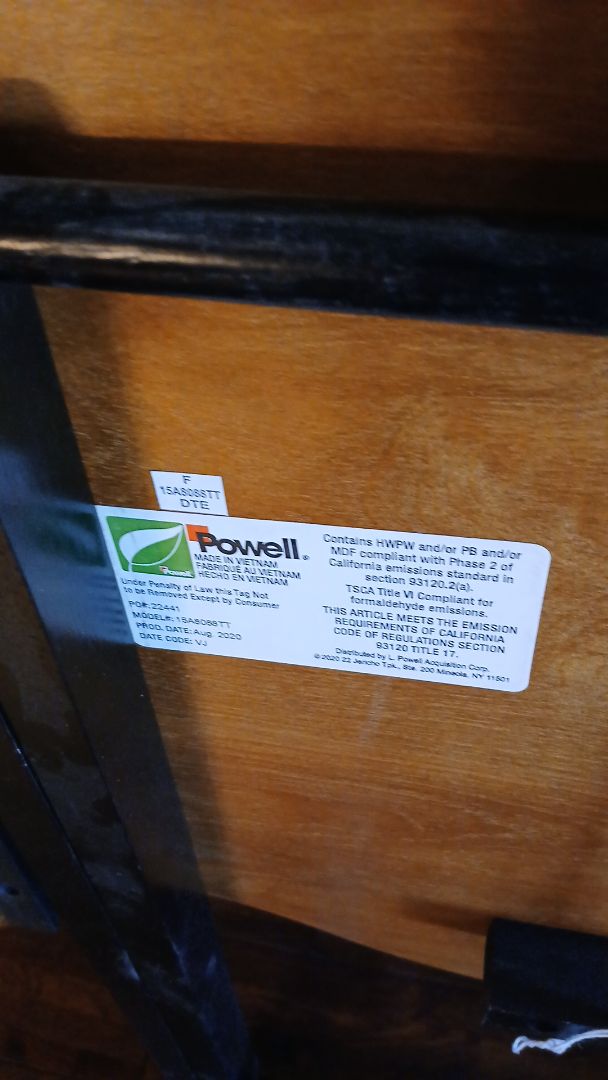 F
15A8088TT
DTE
Powell
Powell®
MADE IN VIETNAM
FABRIQUÉ AU VIETNAM
HECHO EN VIETNAM
Under Penalty of Law this Tag Not
to be Removed Except by Consumer
PO#: 22441
MODEL#: 15A8088TT
PROD. DATE: Aug. 2020
DATE CODE: VJ
Contains HWPW and/or PB and/or
MDF compliant with Phase 2 of
California emissions standard in
section 93120.2(a).
TSCA Title VI Compliant for
formaldehyde emissions.
THIS ARTICLE MEETS THE EMISSION
REQUIREMENTS OF CALIFORNIA
CODE OF REGULATIONS SECTION
93120 TITLE 17.
Distributed by L. Powell Acquisition Corp.
©2020 22 Jericho Tpk., Ste. 200 Mineola, NY 11501